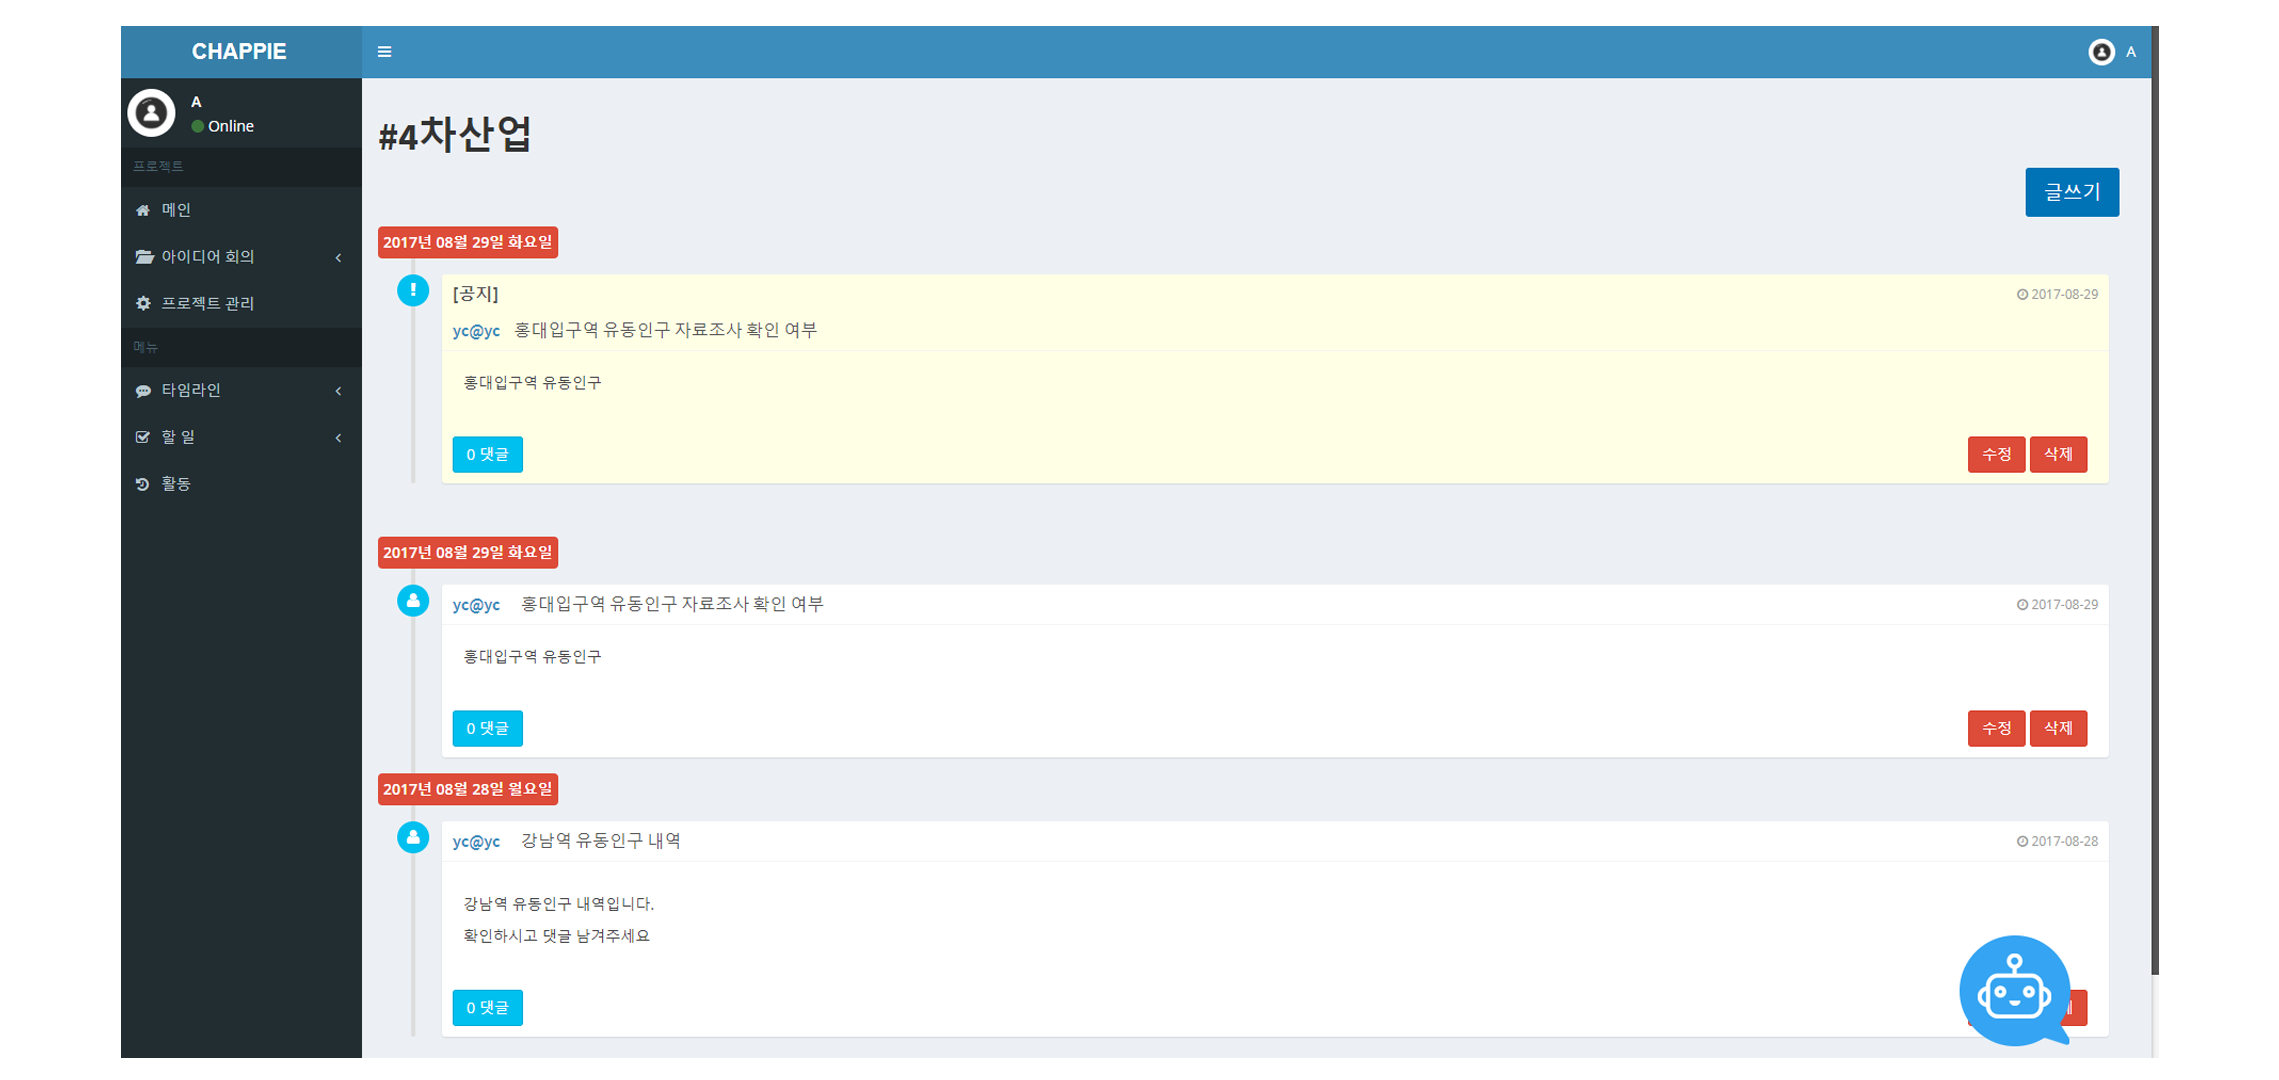 CHAPPIE
A
A
Online
프로젝트
메인
아이디어 회의
프로젝트 관리
메뉴
타임라인
할 일
활동
#4차산업
글쓰기
2017년 08월 29일 화요일
[공지]
2017-08-29
yc@yc 홍대입구역 유동인구 자료조사 확인 여부
홍대입구역 유동인구
0 댓글
수정 삭제
2017년 08월 29일 화요일
yc@yc 홍대입구역 유동인구 자료조사 확인 여부
2017-08-29
홍대입구역 유동인구
0 댓글
수정 삭제
2017년 08월 28일 월요일
yc@yc 강남역 유동인구 내역
2017-08-28
강남역 유동인구 내역입니다.
확인하시고 댓글 남겨주세요
0 댓글